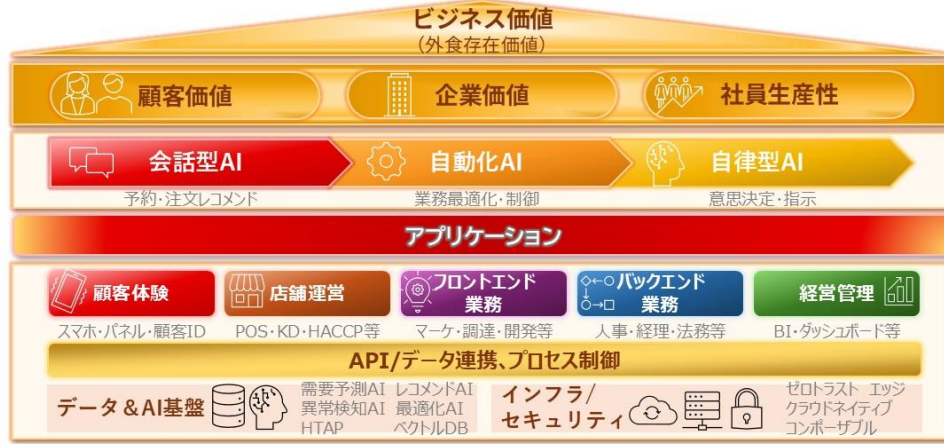 ビジネス価値
（外食存在価値）
顧客価値
企業価値
社員生産性
会話型AI
自動化AI
自律型AI
予約・注文レコメンド
業務最適化・制御
意思決定・指示
アプリケーション
顧客体験
店舗運営
フロントエンド
業務
バックエンド
業務
経営管理
スマホ・パネル・顧客ID
POS・KD・HACCP等
マーケ・調達・開発等
人事・経理・法務等
BI・ダッシュボード等
API/データ連携、プロセス制御
データ＆AI基盤
需要予測AI レコメンドAI
異常検知AI 最適化AI
HTAP ベクトルDB
インフラ/
セキュリティ
ゼロトラスト エッジ
クラウドネイティブ
コンポーザブル